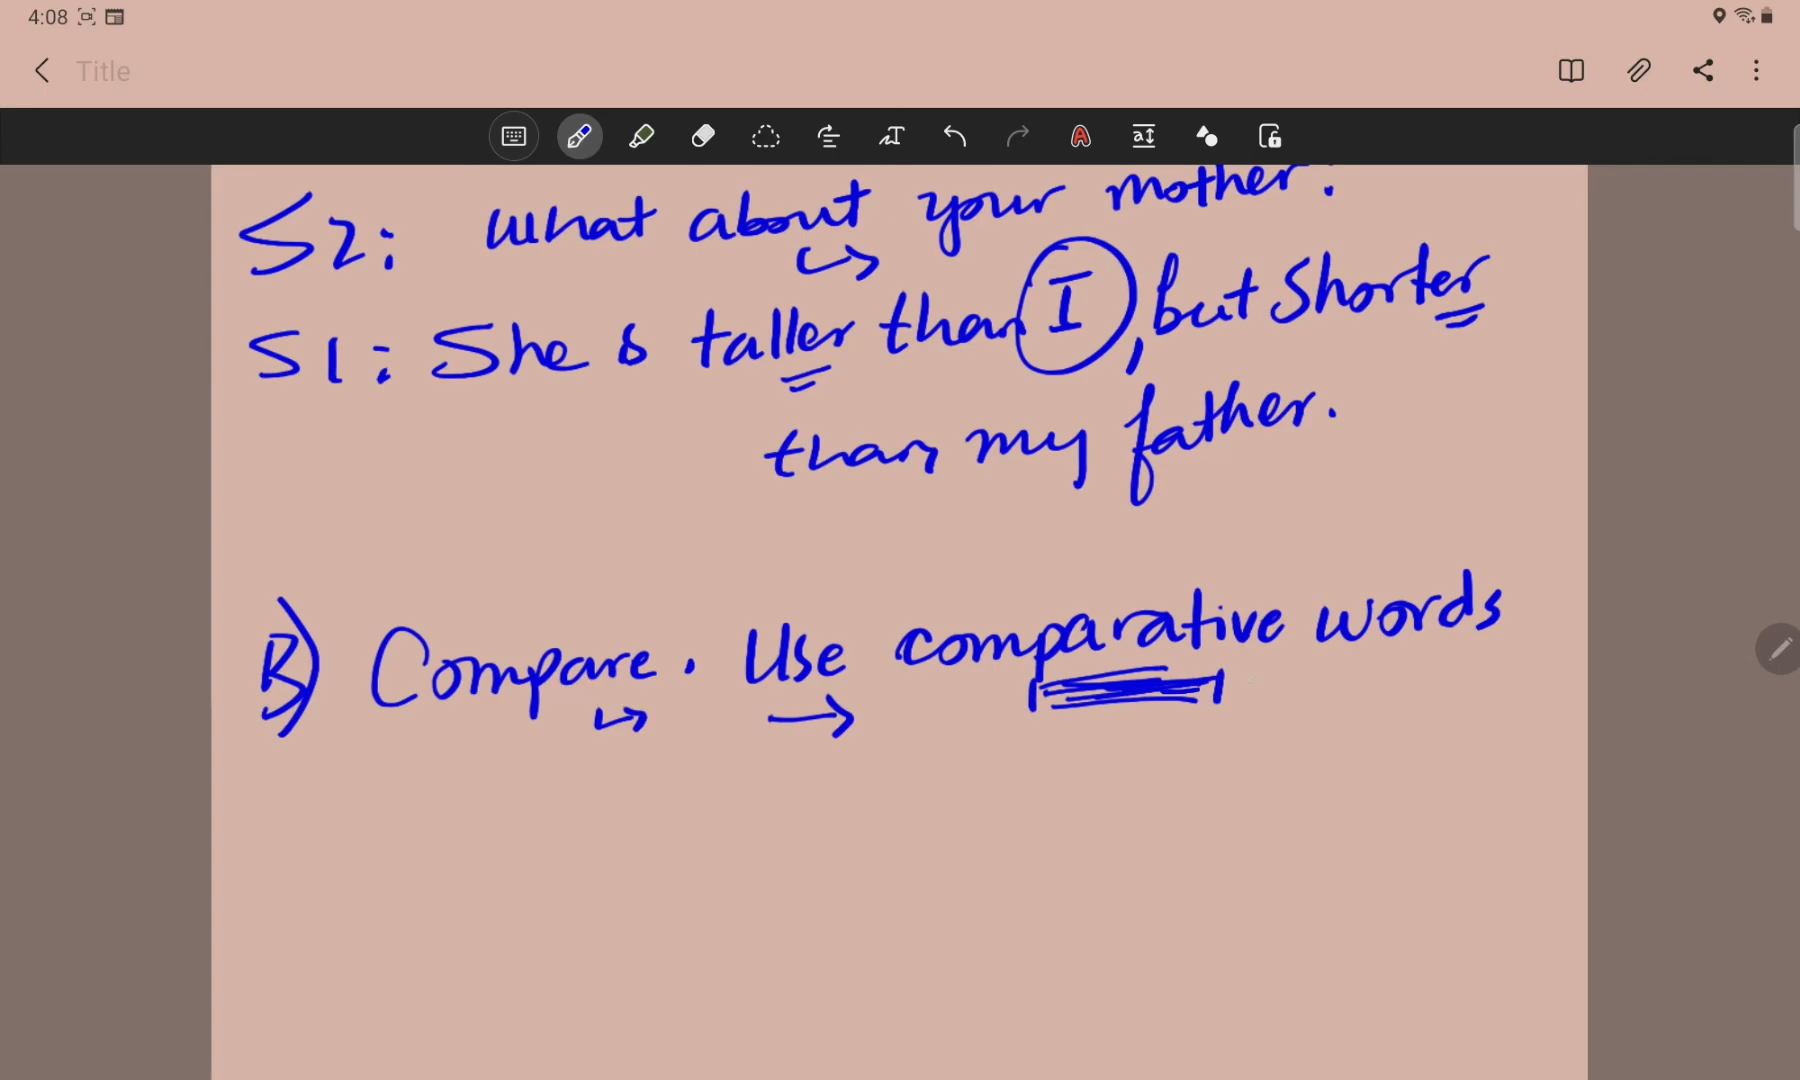 4:08
Title
S2: What about your mother?
S1: She is taller than I, but shorter
than my father.
B) Compare. Use comparative words